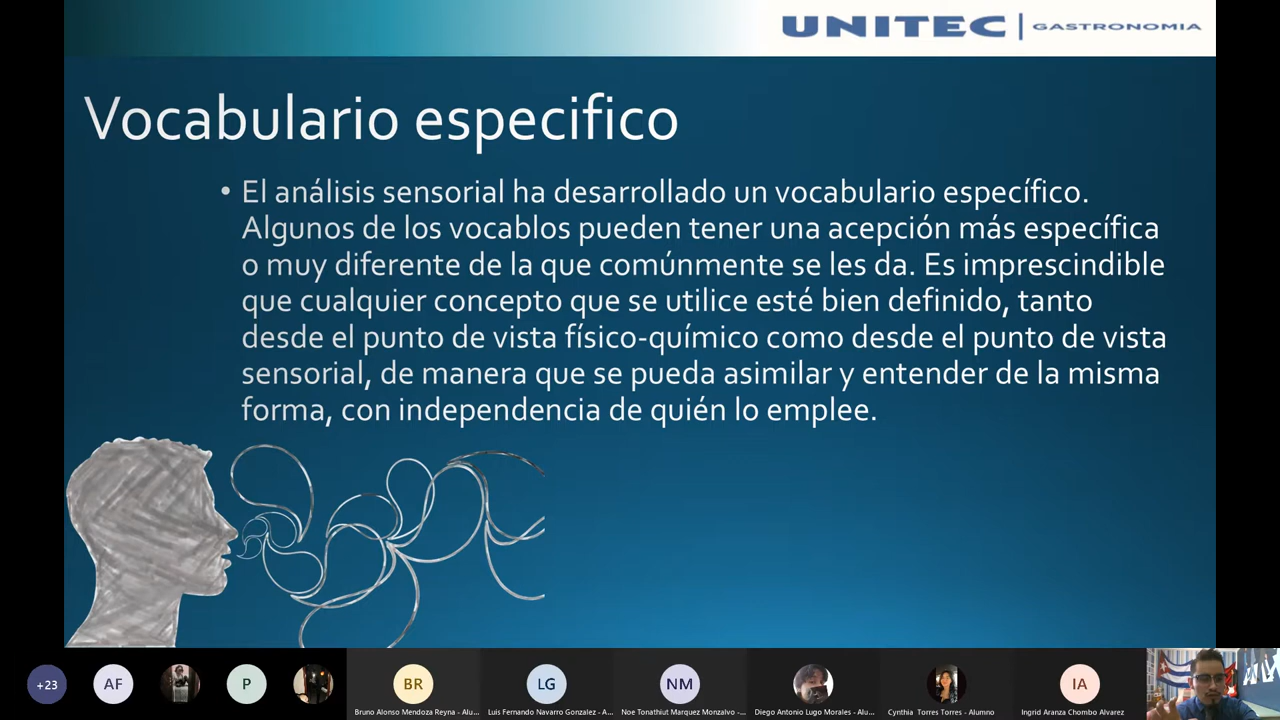 UNITEC | GASTRONOMIA
Vocabulario especifico
• El análisis sensorial ha desarrollado un vocabulario específico.
Algunos de los vocablos pueden tener una acepción más específica
o muy diferente de la que comúnmente se les da. Es imprescindible
que cualquier concepto que se utilice esté bien definido, tanto
desde el punto de vista físico-químico como desde el punto de vista
sensorial, de manera que se pueda asimilar y entender de la misma
forma, con independencia de quién lo emplee.
+23
AF
P
BR
LG
NM
IA
Bruno Alonso Mendoza Reyna - Alu...
Luis Fernando Navarro Gonzalez - A...
Noe Tonathiut Marquez Monzalvo -...
Diego Antonio Lugo Morales - Alu...
Cynthia Torres Torres - Alumno
Ingrid Aranza Chombo Alvarez